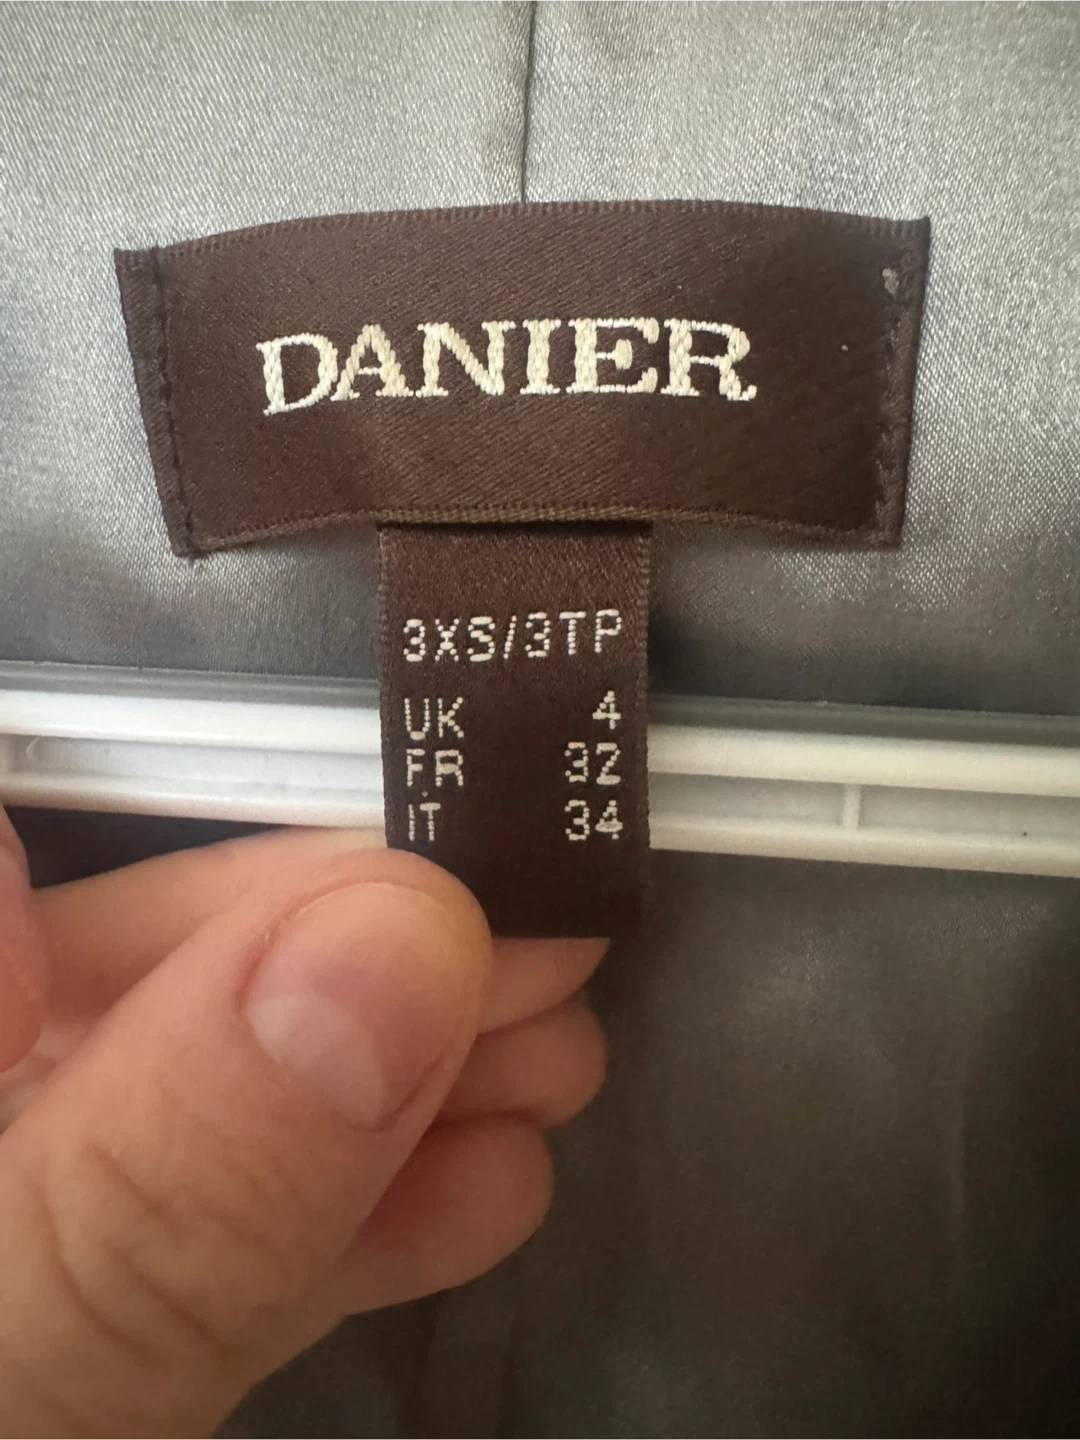 DANIER
3XS/3TP
UK 4
FR 32
IT 34